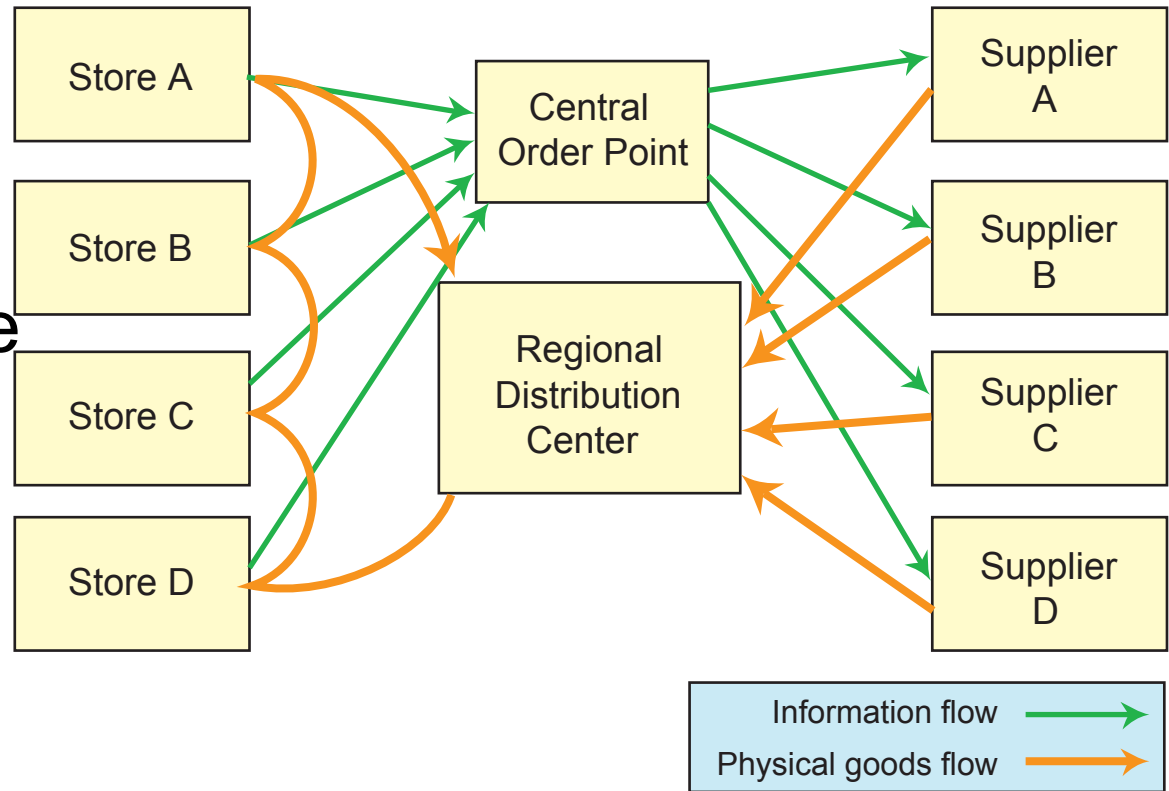 Store A
Store B
e
Store C
Store D
Central
Order Point
Regional
Distribution
Center
Supplier
A
Supplier
B
Supplier
C
Supplier
D
Information flow
Physical goods flow